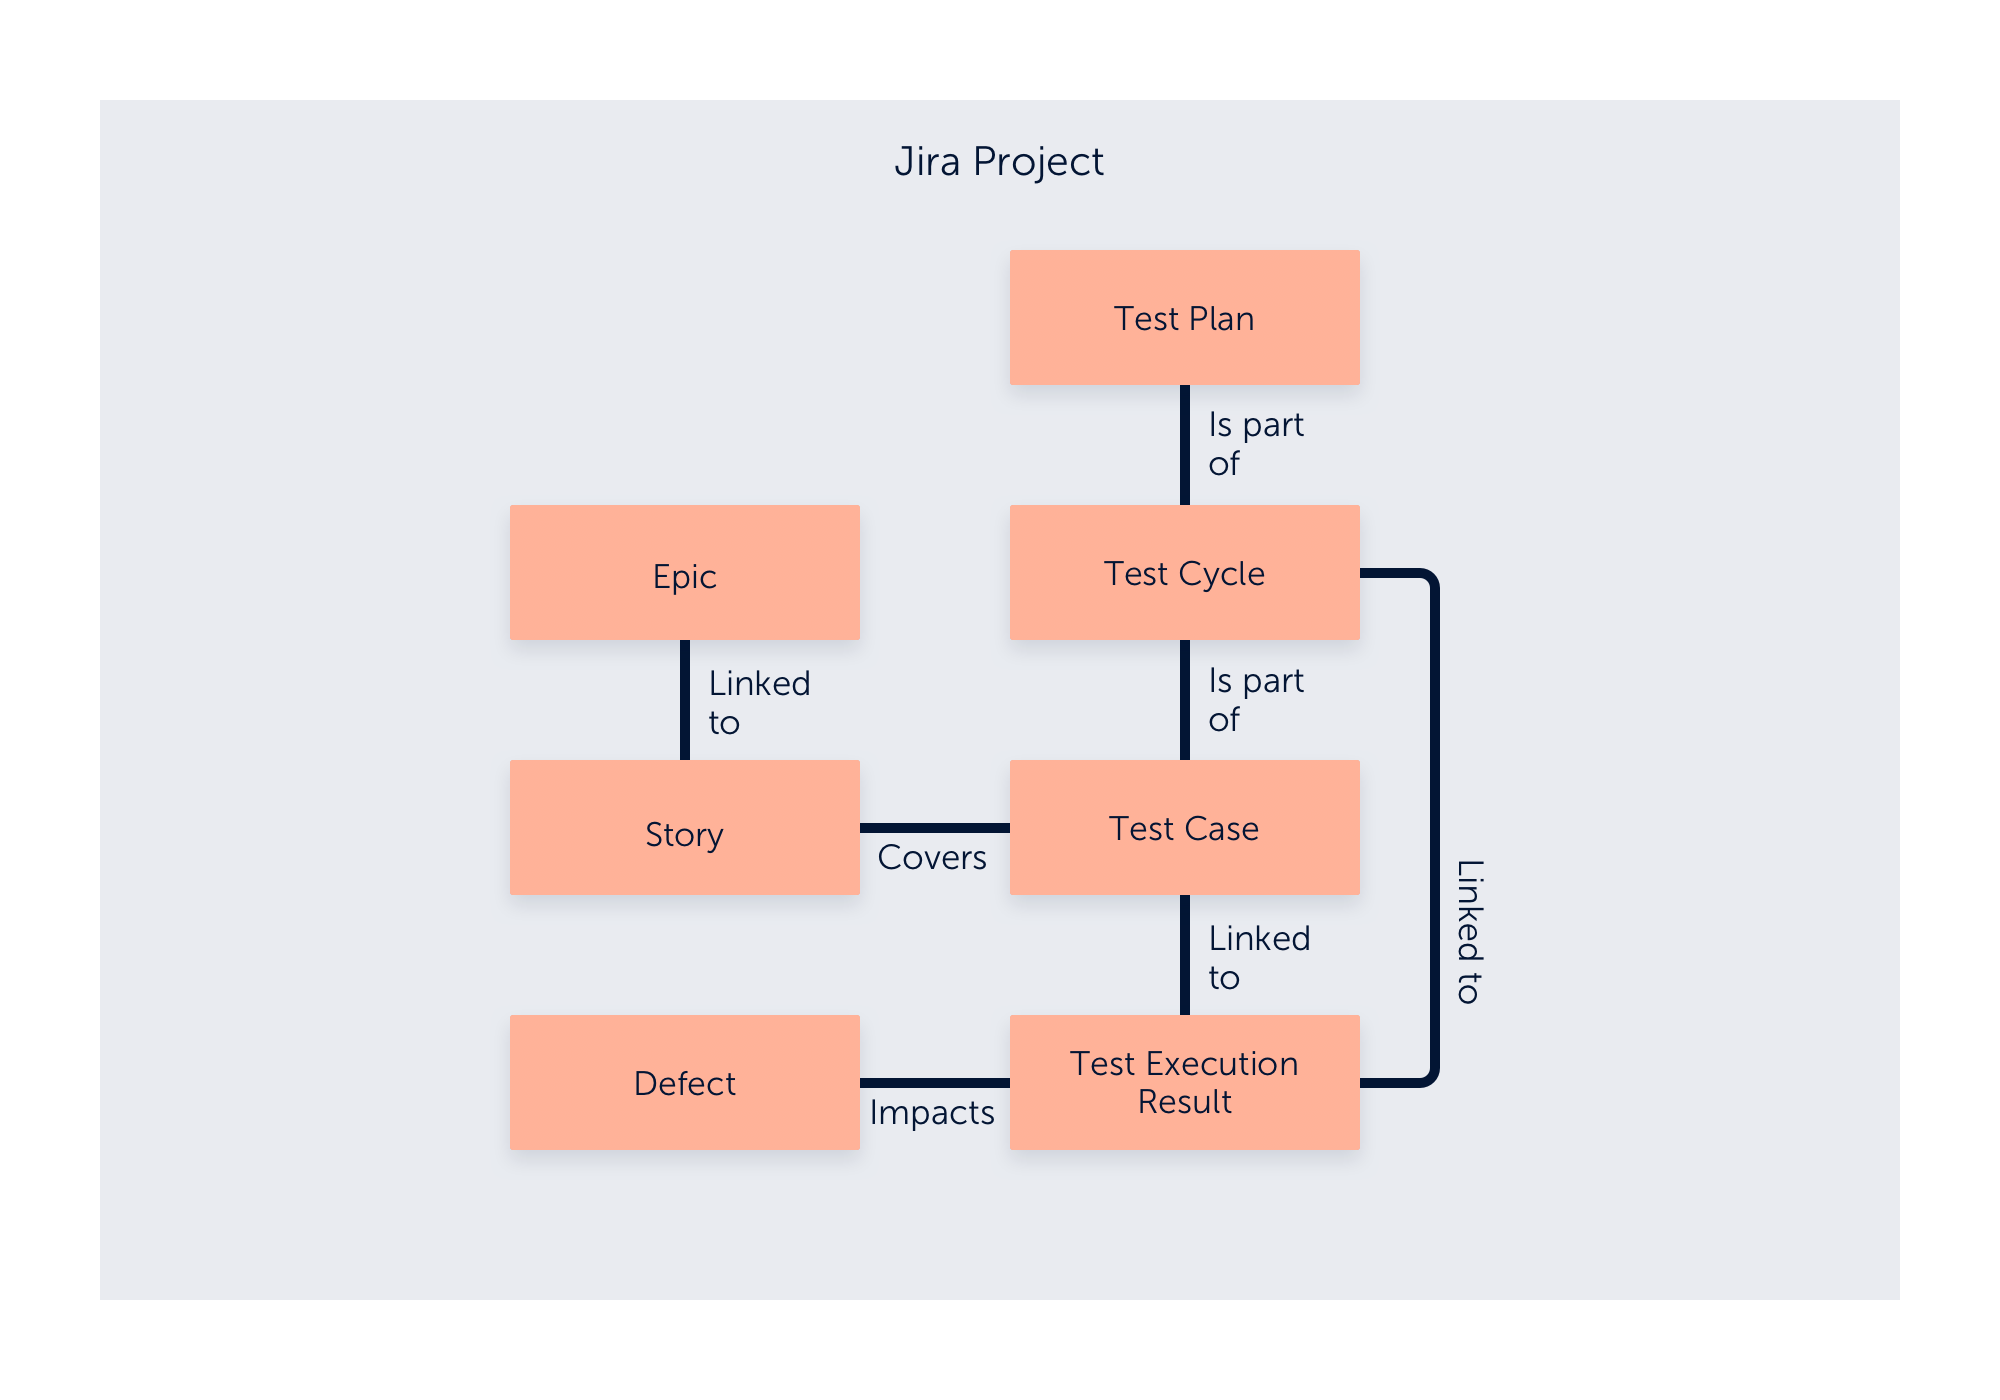 Jira Project
Test Plan
Is part
of
Epic
Test Cycle
Linked
to
Is part
of
Story
Covers
Test Case
Linked
to
Linked to
Defect
Impacts
Test Execution
Result